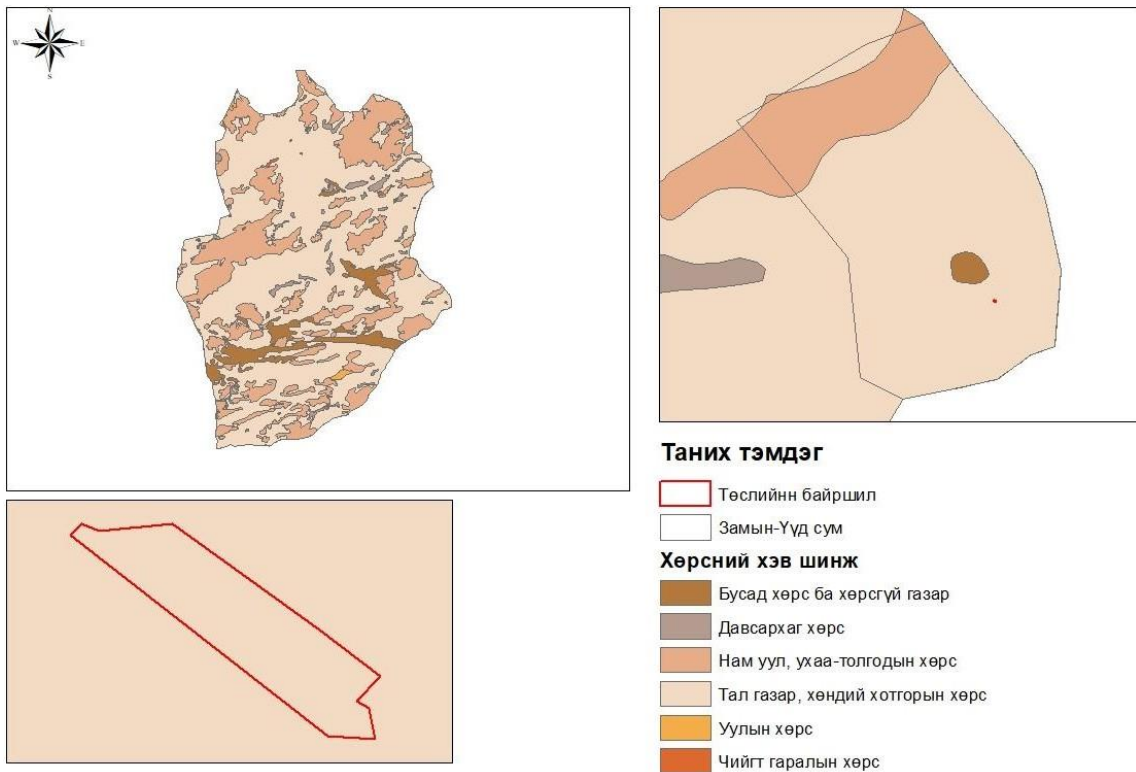 N
W E
S
Таних тэмдэг
Төслийнн байршил
Замын-Үүд сум
Хөрсний хэв шинж
Бусад хөрс ба хөрсгүй газар
Давсархаг хөрс
Нам уул, ухаа-толгодын хөрс
Тал газар, хөндий хотгорын хөрс
Уулын хөрс
Чийгт гаралын хөрс